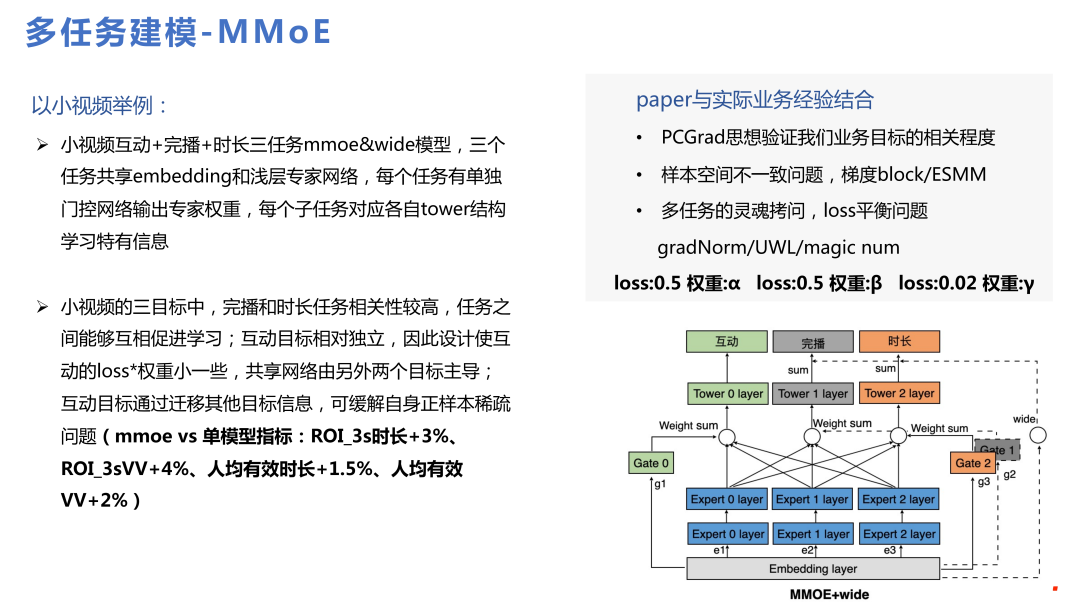 多任务建模-MMoE
以小视频举例：
小视频互动+完播+时长三任务mmoe&wide模型，三个
任务共享embedding和浅层专家网络，每个任务有单独
门控网络输出专家权重，每个子任务对应各自tower结构
学习特有信息
小视频的三目标中，完播和时长任务相关性较高，任务之
间能够互相促进学习；互动目标相对独立，因此设计使互
动的loss*权重小一些，共享网络由另外两个目标主导；
互动目标通过迁移其他目标信息，可缓解自身正样本稀疏
问题（mmoe vs 单模型指标：ROI_3s时长+3%、
ROI_3sVV+4%、人均有效时长+1.5%、人均有效
VV+2%）
paper与实际业务经验结合
• PCGrad思想验证我们业务目标的相关程度
• 样本空间不一致问题，梯度block/ESMM
• 多任务的灵魂拷问，loss平衡问题
gradNorm/UWL/magic num
loss:0.5 权重:α loss:0.5 权重:β loss:0.02 权重:γ
互动 完播 时长
sum sum
Tower 0 layer Tower 1 layer Tower 2 layer
Weight sum Weight sum Weight sum wide
Gate 0 Gate 2 Gate 1
g1 g3 g2
Expert 0 layer Expert 1 layer Expert 2 layer
Expert 0 layer Expert 1 layer Expert 2 layer
e1 e2 e3
Embedding layer
MMOE+wide